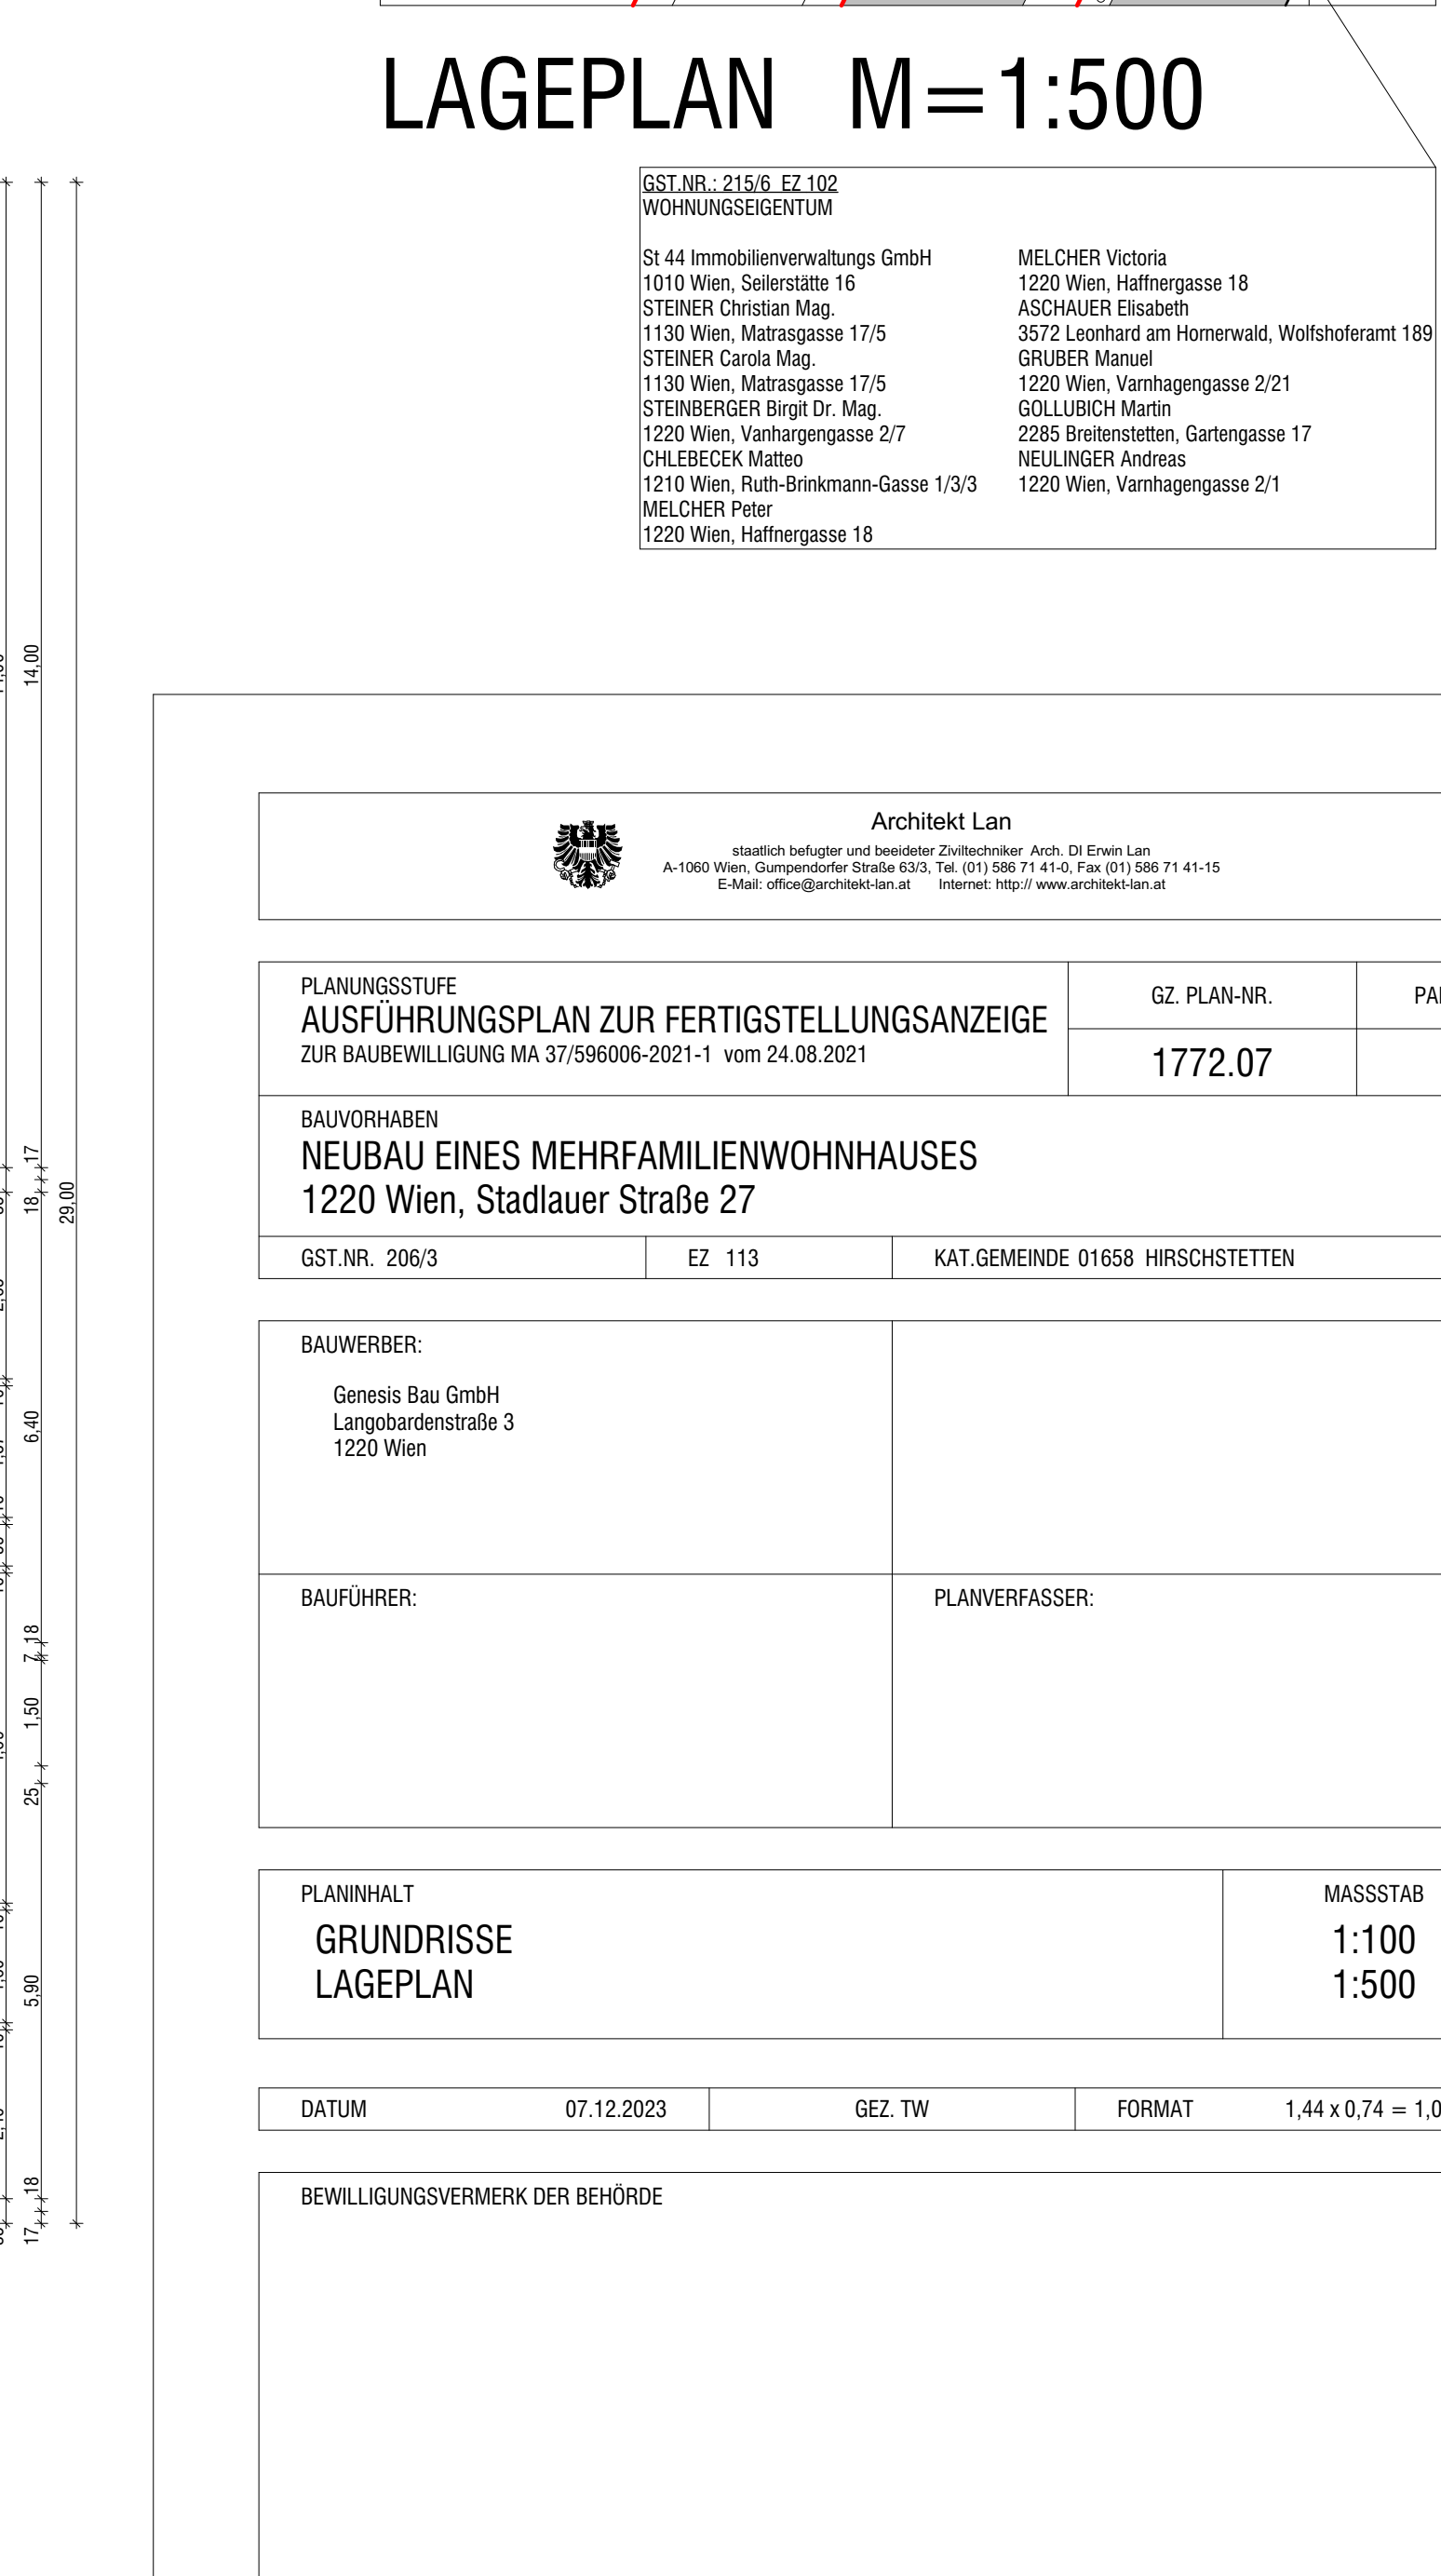 LAGEPLAN M=1:500
GST.NR.: 215/6 EZ 102
WOHNUNGSEIGENTUM
St 44 Immobilienverwaltungs GmbH
1010 Wien, Seilerstätte 16
STEINER Christian Mag.
1130 Wien, Matrasgasse 17/5
STEINER Carola Mag.
1130 Wien, Matrasgasse 17/5
STEINBERGER Birgit Dr. Mag.
1220 Wien, Vanhargengasse 2/7
CHLEBECEK Matteo
1210 Wien, Ruth-Brinkmann-Gasse 1/3/3
MELCHER Peter
1220 Wien, Haffnergasse 18
MELCHER Victoria
1220 Wien, Haffnergasse 18
ASCHAUER Elisabeth
3572 Leonhard am Hornerwald, Wolfshoferamt 189
GRUBER Manuel
1220 Wien, Varnhagengasse 2/21
GOLLUBICH Martin
2285 Breitenstetten, Gartengasse 17
NEULINGER Andreas
1220 Wien, Varnhagengasse 2/1
14,00
17
18
29,00
6,40
18
7
1,50
25
5,90
18
17
Architekt Lan
staatlich befugter und beeideter Ziviltechniker Arch. DI Erwin Lan
A-1060 Wien, Gumpendorfer Straße 63/3, Tel. (01) 586 71 41-0, Fax (01) 586 71 41-15
E-Mail: office@architekt-lan.at Internet: http:// www.architekt-lan.at
PLANUNGSSTUFE
AUSFÜHRUNGSPLAN ZUR FERTIGSTELLUNGSANZEIGE
ZUR BAUBEWILLIGUNG MA 37/596006-2021-1 vom 24.08.2021
GZ. PLAN-NR.
1772.07
BAUVORHABEN
NEUBAU EINES MEHRFAMILIENWOHNHAUSES
1220 Wien, Stadlauer Straße 27
GST.NR. 206/3 EZ 113 KAT.GEMEINDE 01658 HIRSCHSTETTEN
BAUWERBER:
Genesis Bau GmbH
Langobardenstraße 3
1220 Wien
BAUFÜHRER: PLANVERFASSER:
PLANINHALT MASSSTAB
GRUNDRISSE 1:100
LAGEPLAN 1:500
DATUM 07.12.2023 GEZ. TW FORMAT 1,44 x 0,74 = 1,0
BEWILLIGUNGSVERMERK DER BEHÖRDE